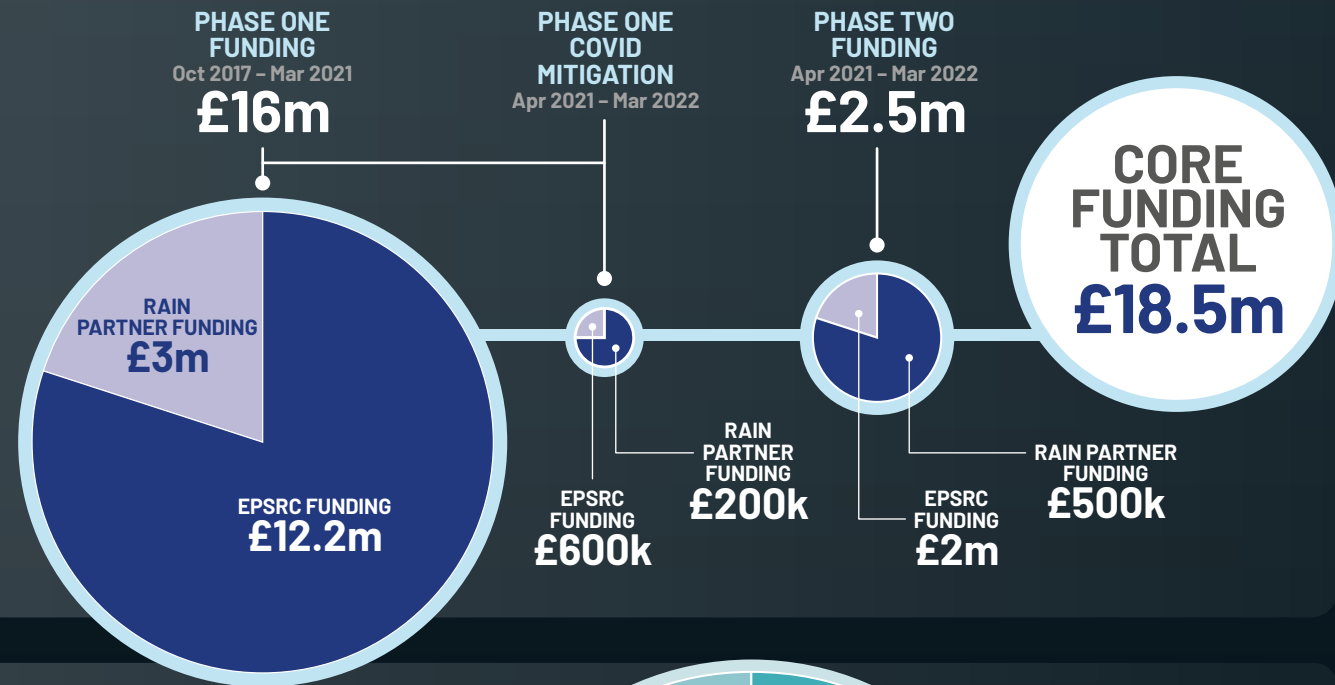 PHASE ONE
FUNDING
Oct 2017 – Mar 2021
£16m
PHASE ONE
COVID
MITIGATION
Apr 2021 – Mar 2022
PHASE TWO
FUNDING
Apr 2021 – Mar 2022
£2.5m
CORE
FUNDING
TOTAL
£18.5m
RAIN
PARTNER FUNDING
£3m
EPSRC FUNDING
£12.2m
EPSRC
FUNDING
£600k
RAIN
PARTNER
FUNDING
£200k
EPSRC
FUNDING
£2m
RAIN PARTNER
FUNDING
£500k